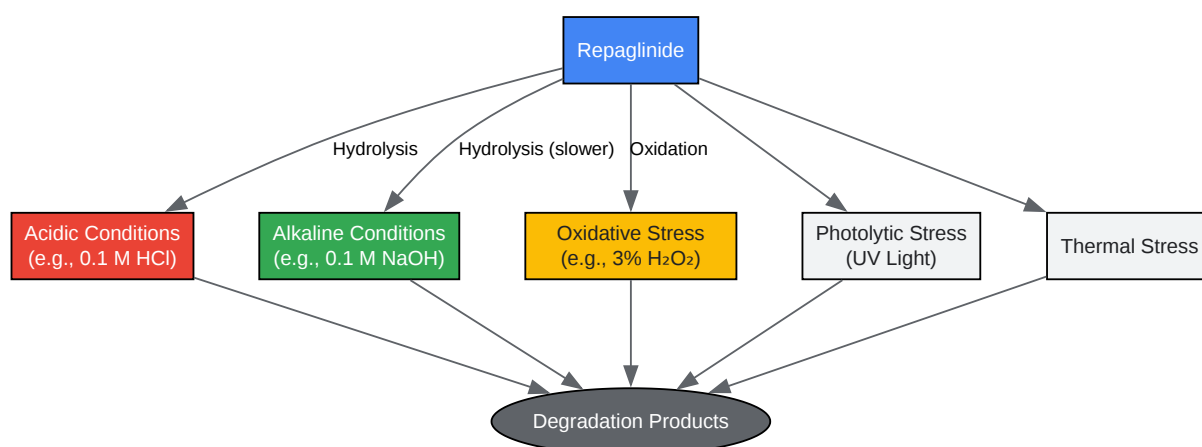 Repaglinide
Hydrolysis
Hydrolysis (slower)
Oxidation
Acidic Conditions
(e.g., 0.1 M HCl)
Alkaline Conditions
(e.g., 0.1 M NaOH)
Oxidative Stress
(e.g., 3% H₂O₂)
Photolytic Stress
(UV Light)
Thermal Stress
Degradation Products